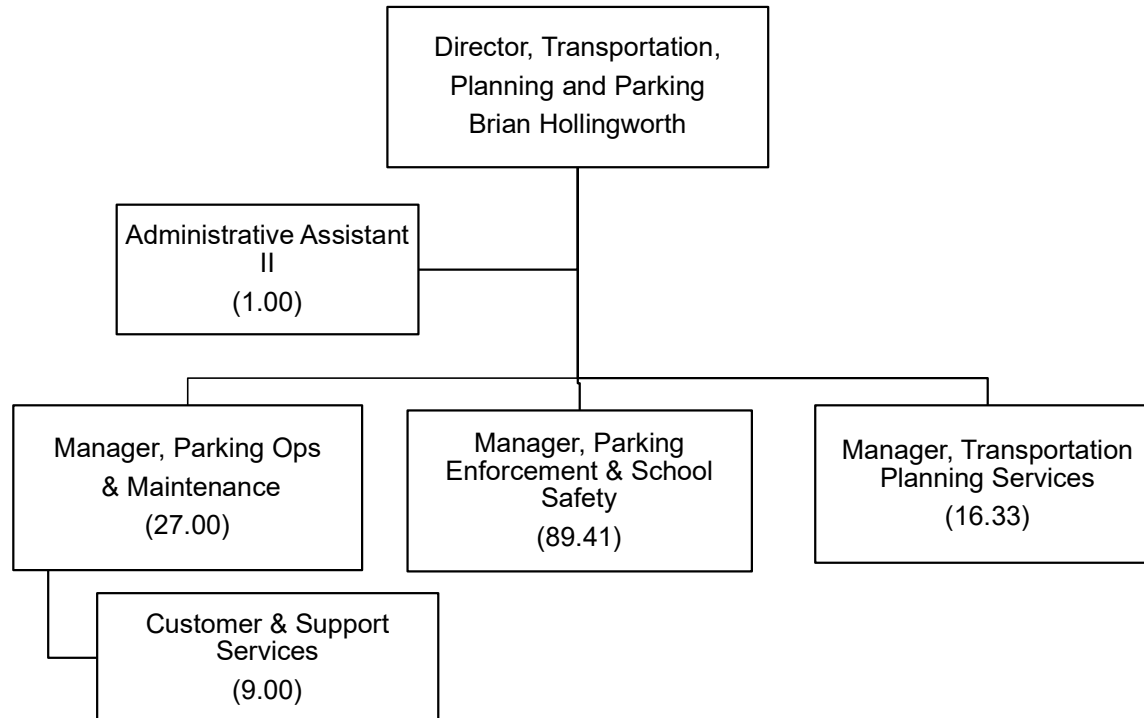 Director, Transportation,
Planning and Parking
Brian Hollingworth
Administrative Assistant
II
(1.00)
Manager, Parking Ops
& Maintenance
(27.00)
Manager, Parking
Enforcement & School
Safety
(89.41)
Manager, Transportation
Planning Services
(16.33)
Customer & Support
Services
(9.00)